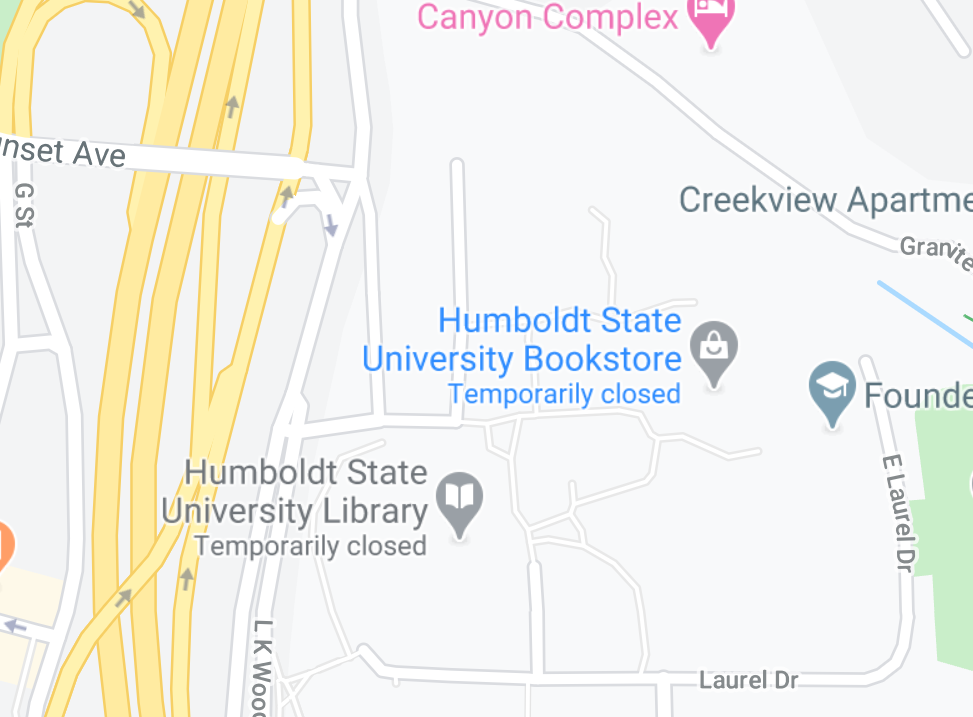 Canyon Complex
unset Ave
G St
Creekview Apartme
Granite
Humboldt State
University Bookstore
Temporarily closed
Founde
E Laurel Dr
Humboldt State
University Library
Temporarily closed
L K Wood
Laurel Dr